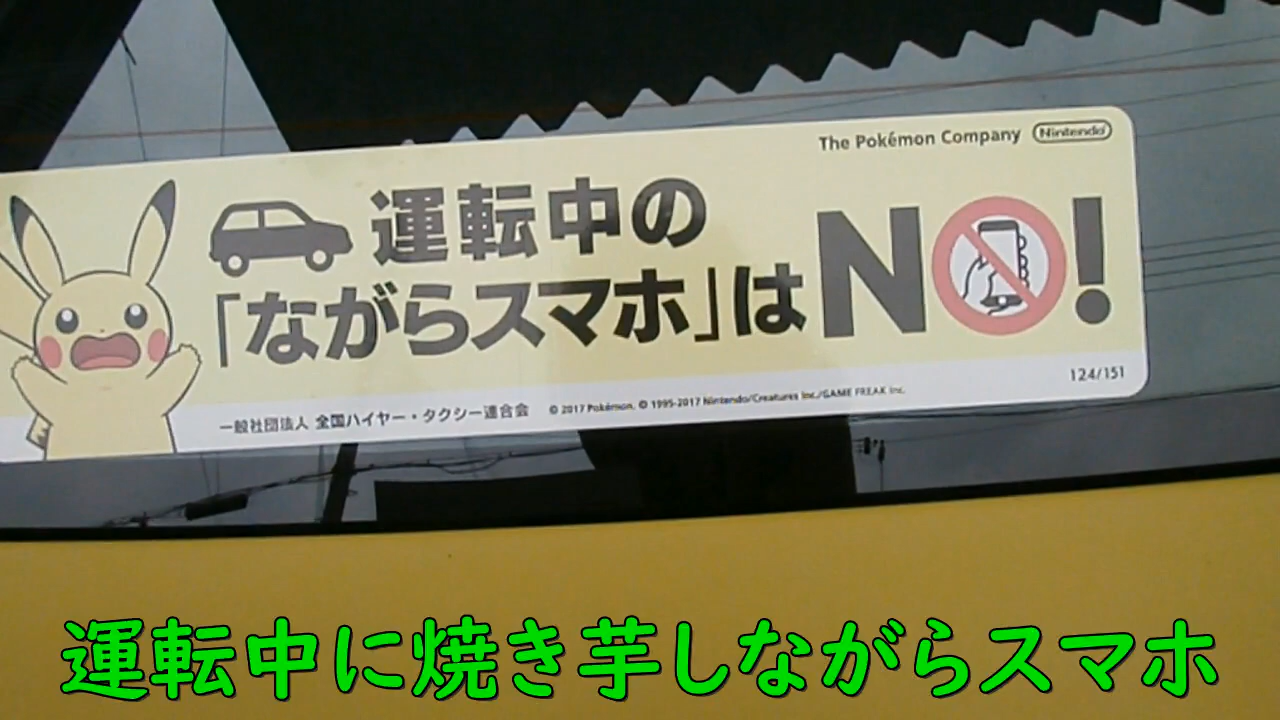 The Pokémon Company Nintendo
運転中の
「ながらスマホ」はNO!
124/151
一般社団法人 全国ハイヤー・タクシー連合会 © 2017 Pokémon. © 1995-2017 Nintendo/Creatures Inc./GAME FREAK inc.
運転中に焼き芋しながらスマホ